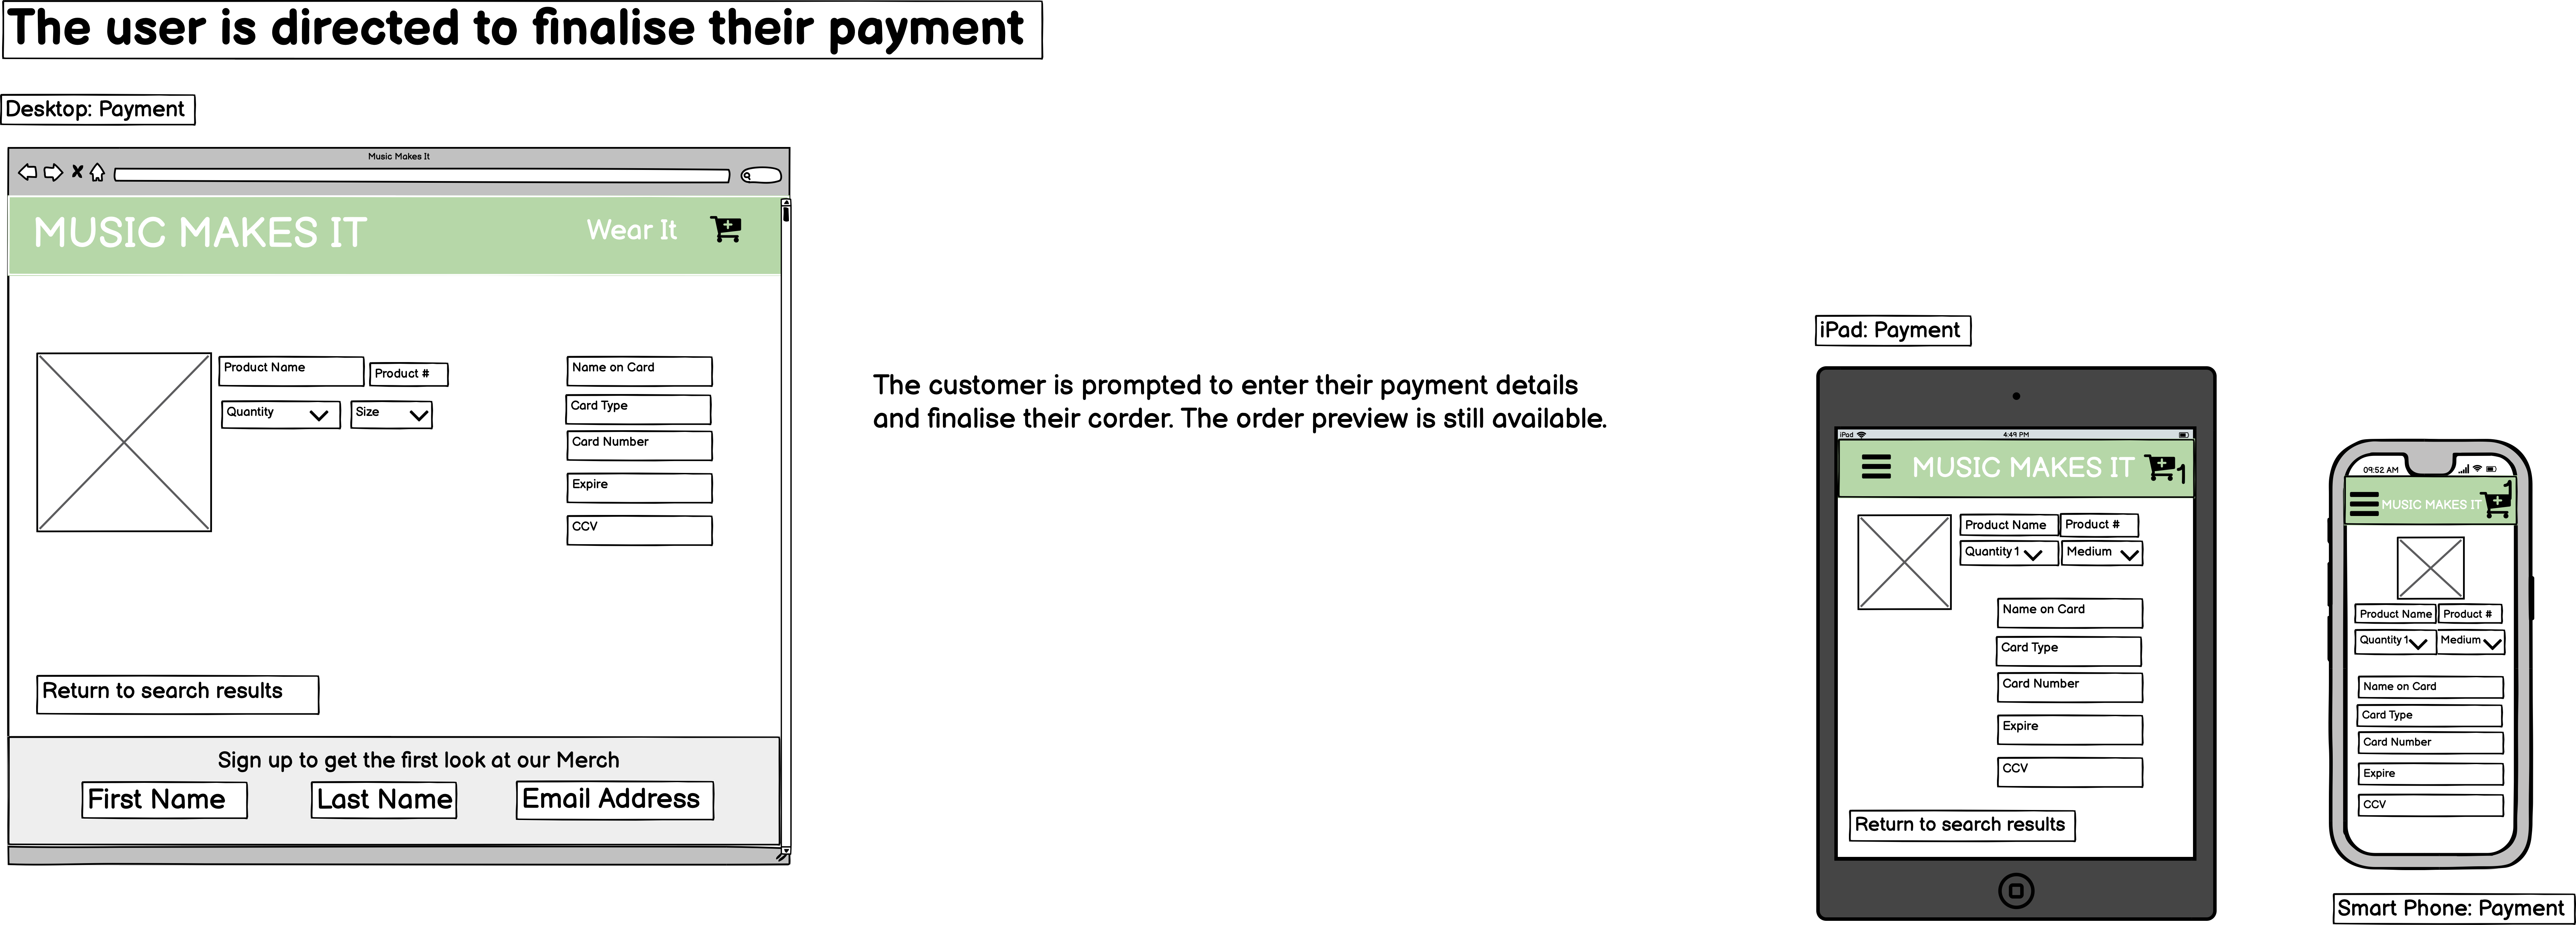 The user is directed to finalise their payment
Desktop: Payment
Music Makes It
MUSIC MAKES IT
Wear It
Product Name
Product #
Quantity
Size
Name on Card
Card Type
Card Number
Expire
CCV
Return to search results
Sign up to get the first look at our Merch
First Name
Last Name
Email Address
The customer is prompted to enter their payment details
and finalise their corder. The order preview is still available.
iPad: Payment
iPad
4:49 PM
MUSIC MAKES IT
1
Product Name
Product #
Quantity 1
Medium
Name on Card
Card Type
Card Number
Expire
CCV
Return to search results
09:52 AM
MUSIC MAKES IT
1
Product Name
Product #
Quantity 1
Medium
Name on Card
Card Type
Card Number
Expire
CCV
Smart Phone: Payment